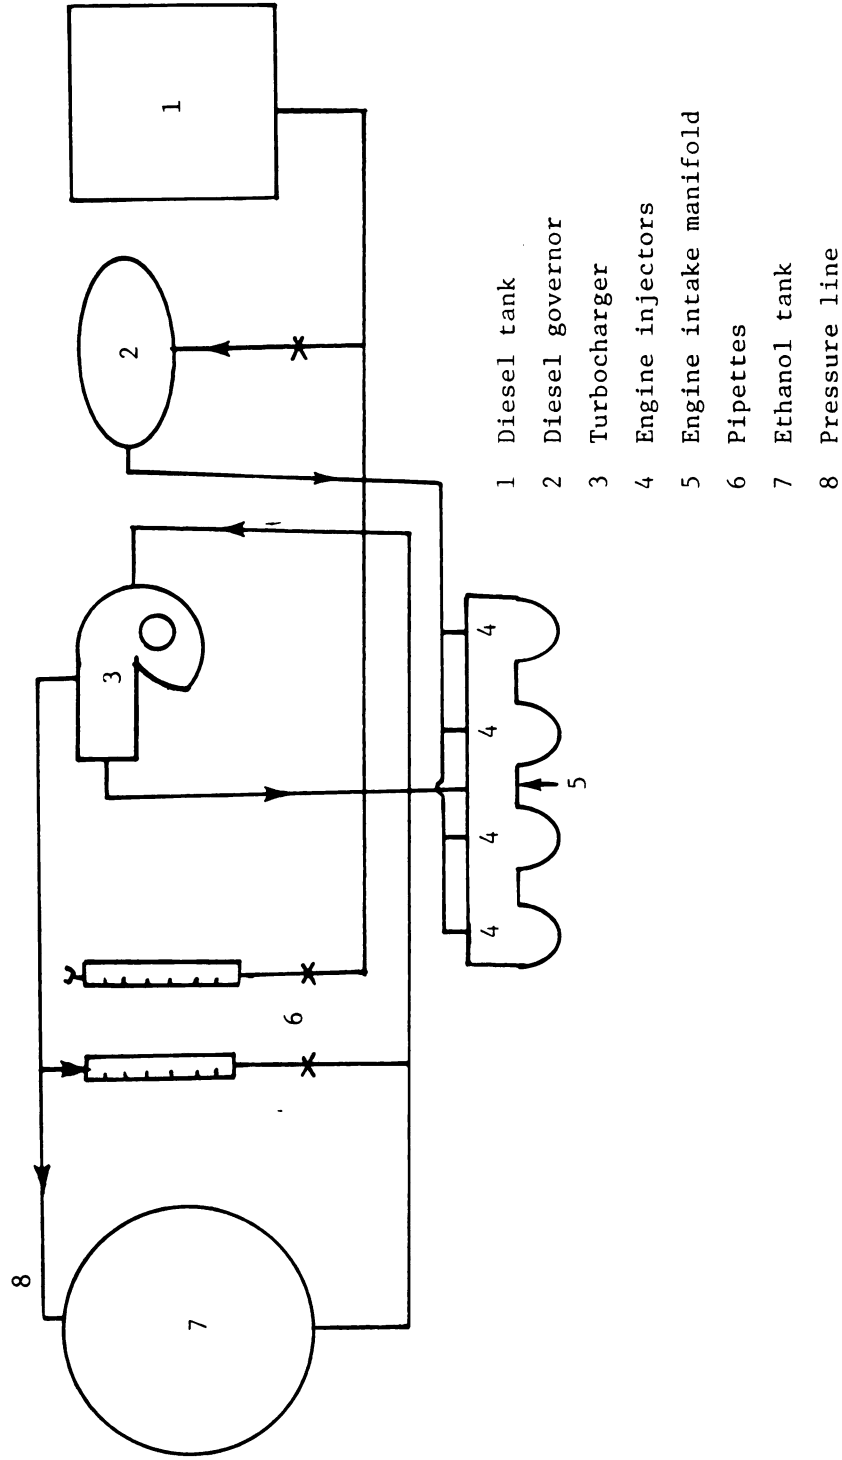 8
3
2
1
7
6
4 4 4 4
5
1 Diesel tank
2 Diesel governor
3 Turbocharger
4 Engine injectors
5 Engine intake manifold
6 Pipettes
7 Ethanol tank
8 Pressure line